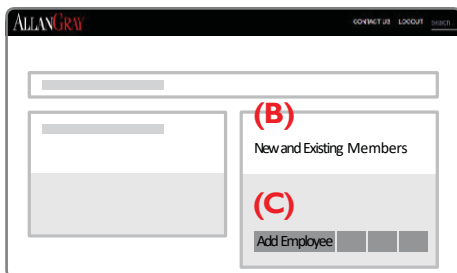 ALLANGRAY CONTACT US LOGOUT search...
(B)
New and Existing Members
(C)
Add Employee